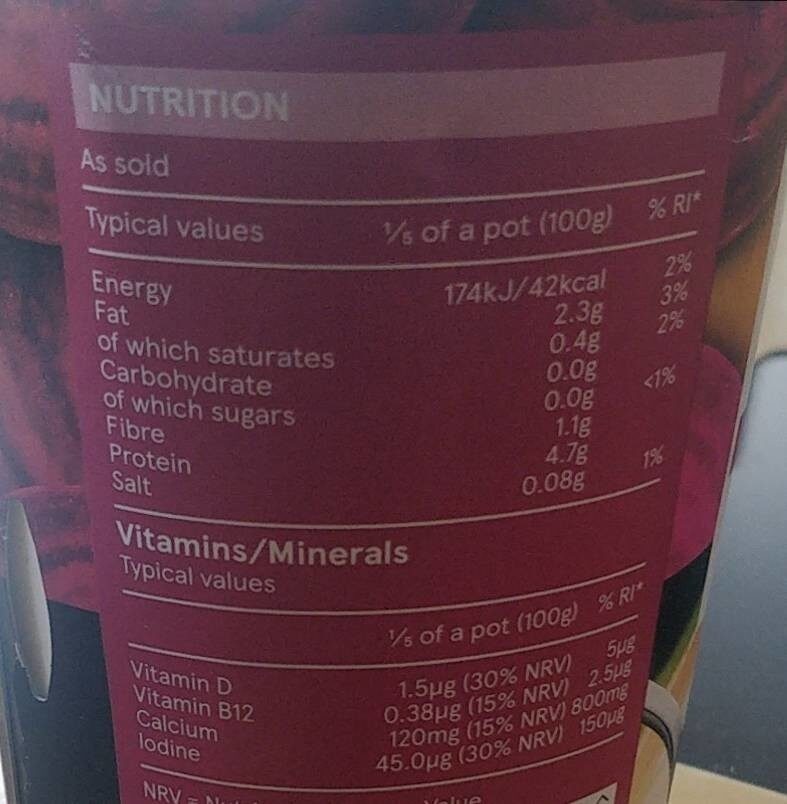 NUTRITION
As sold
Typical values 1/5 of a pot (100g) % RI*
Energy 174kJ/42kcal 2%
Fat 2.3g 3%
of which saturates 0.4g 2%
Carbohydrate 0.0g
of which sugars 0.0g <1%
Fibre 1.1g
Protein 4.7g
Salt 0.08g 1%
Vitamins/Minerals
Typical values
1/5 of a pot (100g) % RI*
Vitamin D 1.5µg (30% NRV) 5µg
Vitamin B12 0.38µg (15% NRV) 2.5µg
Calcium 120mg (15% NRV) 800mg
Iodine 45.0µg (30% NRV) 150µg
NRV =